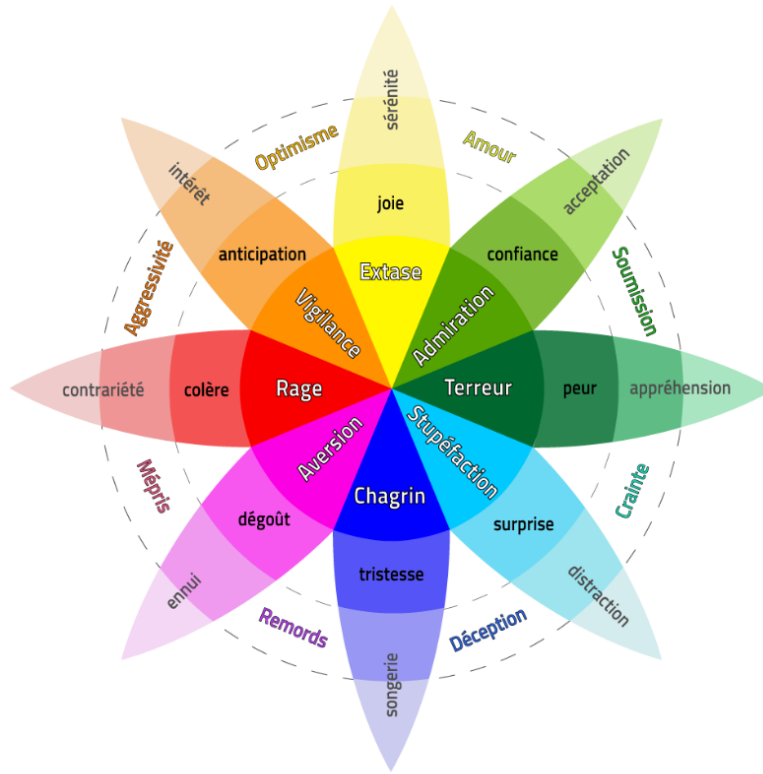 sérénité
Optimisme
Amour
intérêt
acceptation
joie
anticipation
confiance
Extase
Aggressivité
Vigilance
Admiration
Soumission
contrariété
colère
Rage
Terreur
peur
appréhension
Aversion
Stupéfaction
Mépris
Chagrin
Crainte
dégoût
surprise
ennui
tristesse
distraction
Remords
Déception
songerie